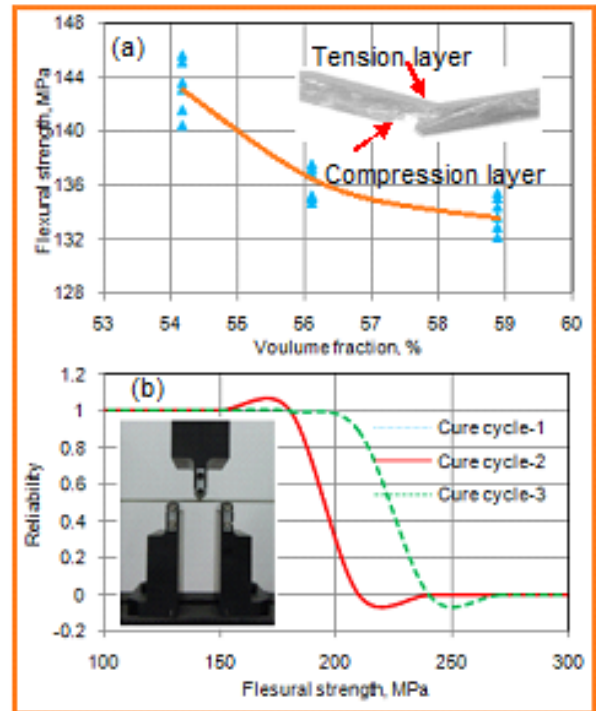 148
144
140
136
132
128
Flexural strength, MPa
(a)
Tension layer
Compression layer
53 54 55 56 57 58 59 60
Voulume fraction, %
1.2
1
0.8
0.6
0.4
0.2
0
-0.2
Reliability
(b)
Cure cycle-1
Cure cycle-2
Cure cycle-3
100 150 200 250 300
Flesural strength, MPa